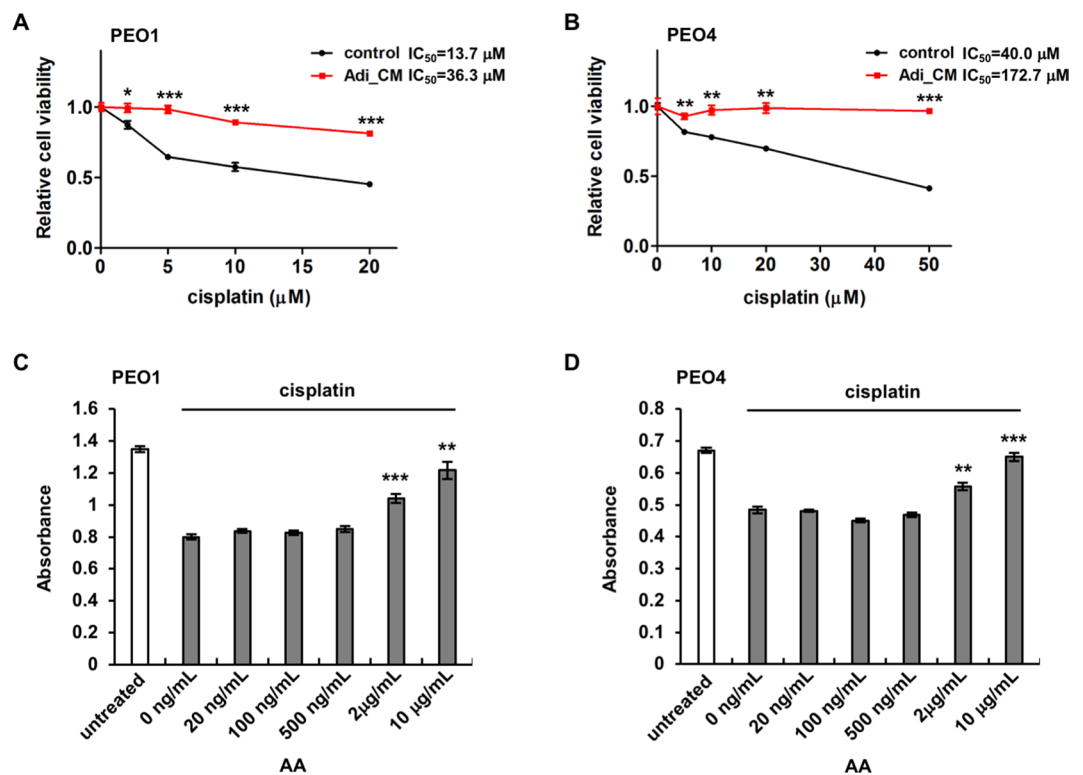 A
PEO1
control IC50=13.7 μM
Adi_CM IC50=36.3 μM
* *** *** ***
Relative cell viability
1.0
0.5
0.0
0 5 10 15 20
cisplatin (μM)
B
PEO4
control IC50=40.0 μM
Adi_CM IC50=172.7 μM
** ** ** ***
Relative cell viability
1.0
0.5
0.0
0 10 20 30 40 50
cisplatin (μM)
C
PEO1
cisplatin
*** **
Absorbance
1.6
1.4
1.2
1
0.8
0.6
0.4
0.2
0
untreated
0 ng/mL
20 ng/mL
100 ng/mL
500 ng/mL
2μg/mL
10 μg/mL
AA
D
PEO4
cisplatin
** ***
Absorbance
0.8
0.7
0.6
0.5
0.4
0.3
0.2
0.1
0
untreated
0 ng/mL
20 ng/mL
100 ng/mL
500 ng/mL
2μg/mL
10 μg/mL
AA